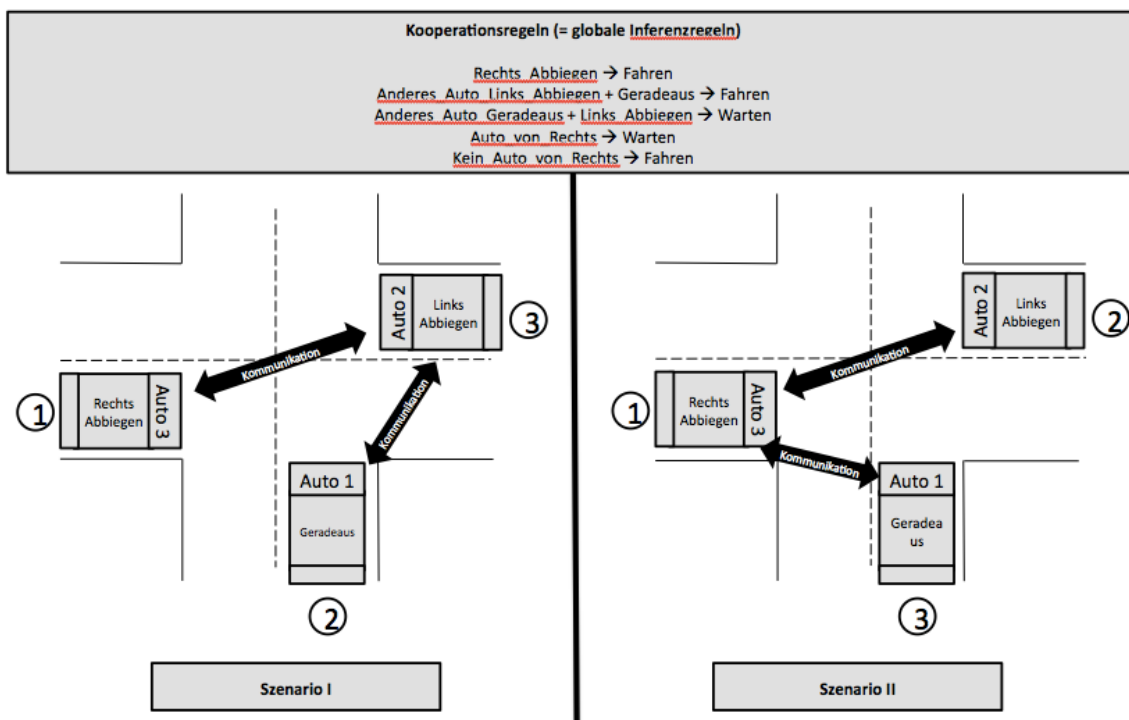 Kooperationsregeln (= globale Inferenzregeln)
Rechts_Abbiegen → Fahren
Anderes_Auto_Links_Abbiegen + Geradeaus → Fahren
Anderes_Auto_Geradeaus + Links_Abbiegen → Warten
Auto_von_Rechts → Warten
Kein_Auto_von_Rechts → Fahren
Auto 2
Links
Abbiegen
3
Kommunikation
1
Rechts
Abbiegen
Auto 3
Kommunikation
Auto 1
Geradeaus
2
Szenario I
Auto 2
Links
Abbiegen
2
Kommunikation
1
Rechts
Abbiegen
Auto 3
Kommunikation
Auto 1
Geradea
us
3
Szenario II